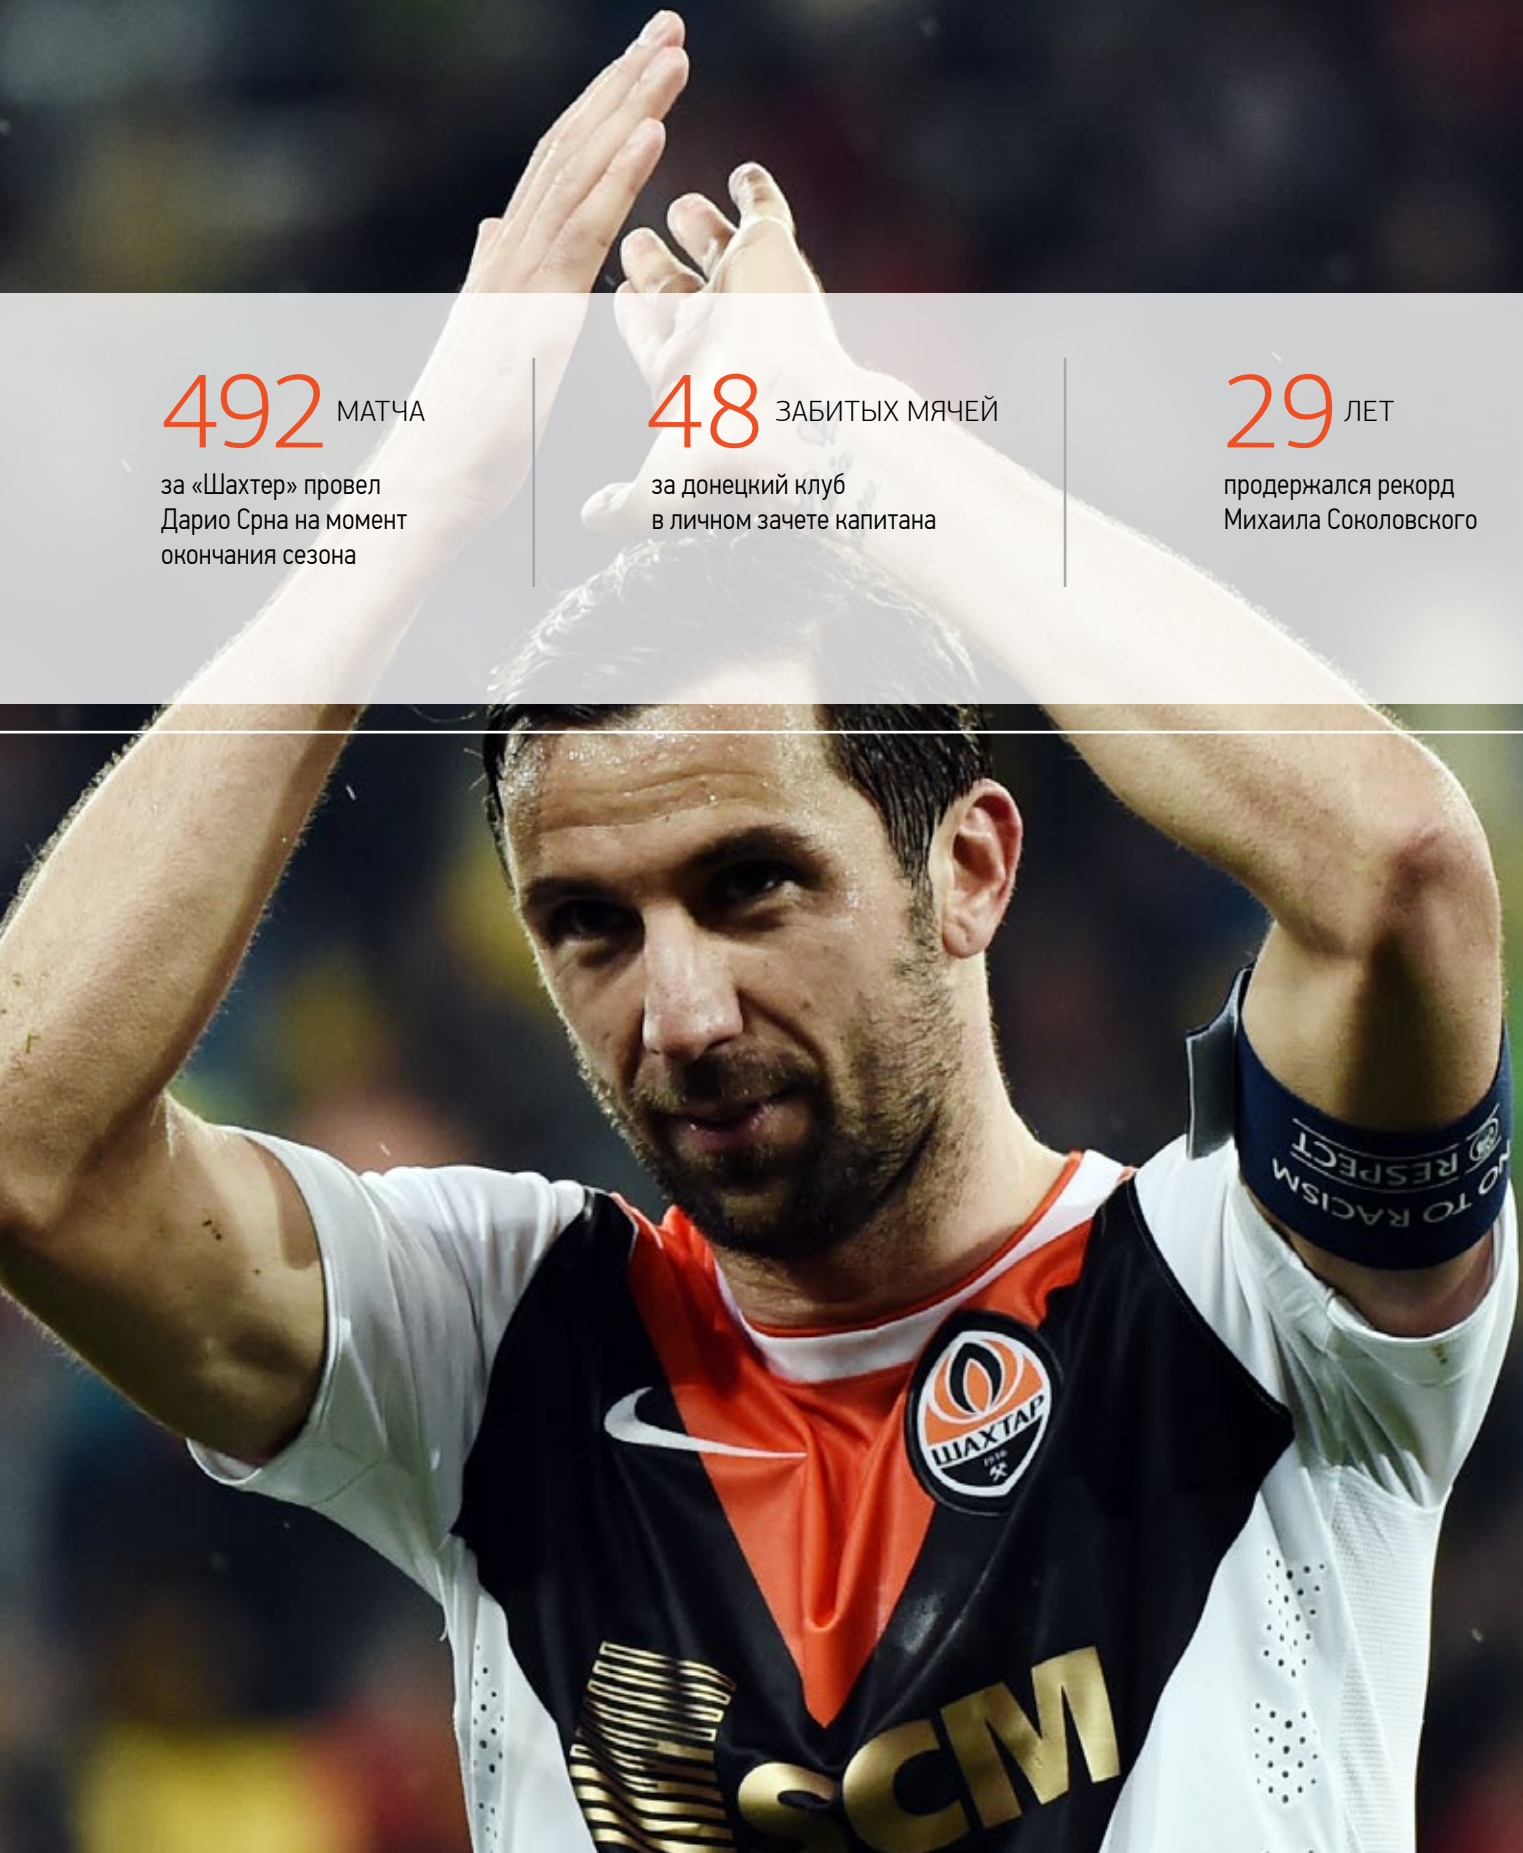 492 МАТЧА
за «Шахтер» провел
Дарио Срна на момент
окончания сезона
48 ЗАБИТЫХ МЯЧЕЙ
за донецкий клуб
в личном зачете капитана
29 ЛЕТ
продержался рекорд
Михаила Соколовского
RESPECT
NO TO RACISM
ШАХТАР
1936
SCM